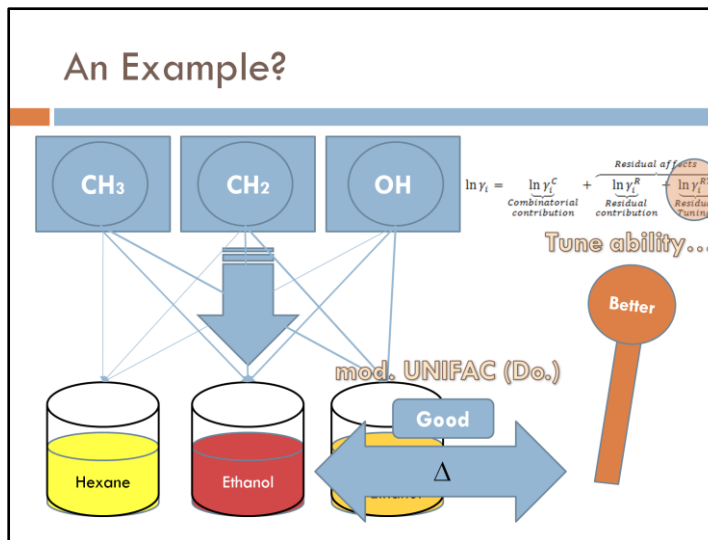 An Example?
CH₃
CH₂
OH
Residual affects
ln γᵢ = ln γᵢᶜ + ln γᵢᴿ
Combinatorial contribution
Residual contribution
Tune ability...
Better
mod. UNIFAC (Do.)
Good
Δ
Hexane
Ethanol